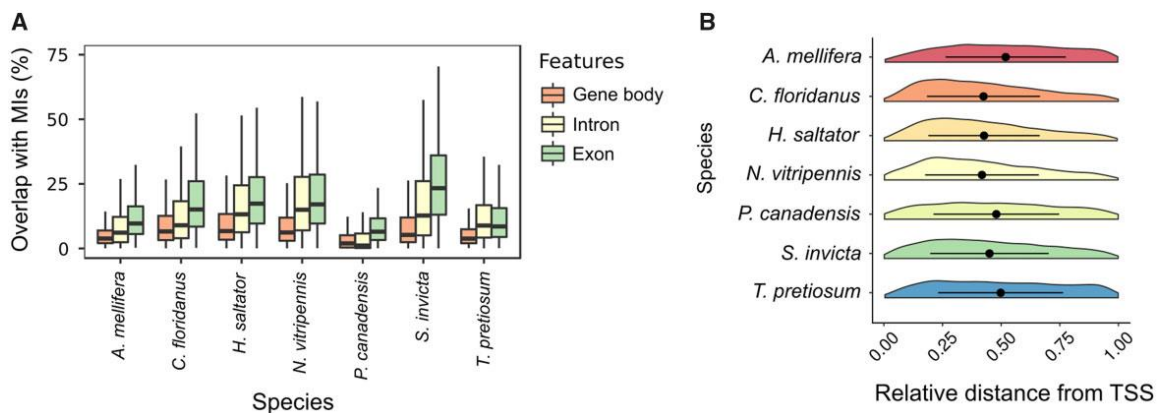 A
Overlap with MIs (%)
75
50
25
0
A. mellifera
C. floridanus
H. saltator
N. vitripennis
P. canadensis
S. invicta
T. pretiosum
Species
Features
Gene body
Intron
Exon
B
Species
A. mellifera
C. floridanus
H. saltator
N. vitripennis
P. canadensis
S. invicta
T. pretiosum
0.00
0.25
0.50
0.75
1.00
Relative distance from TSS